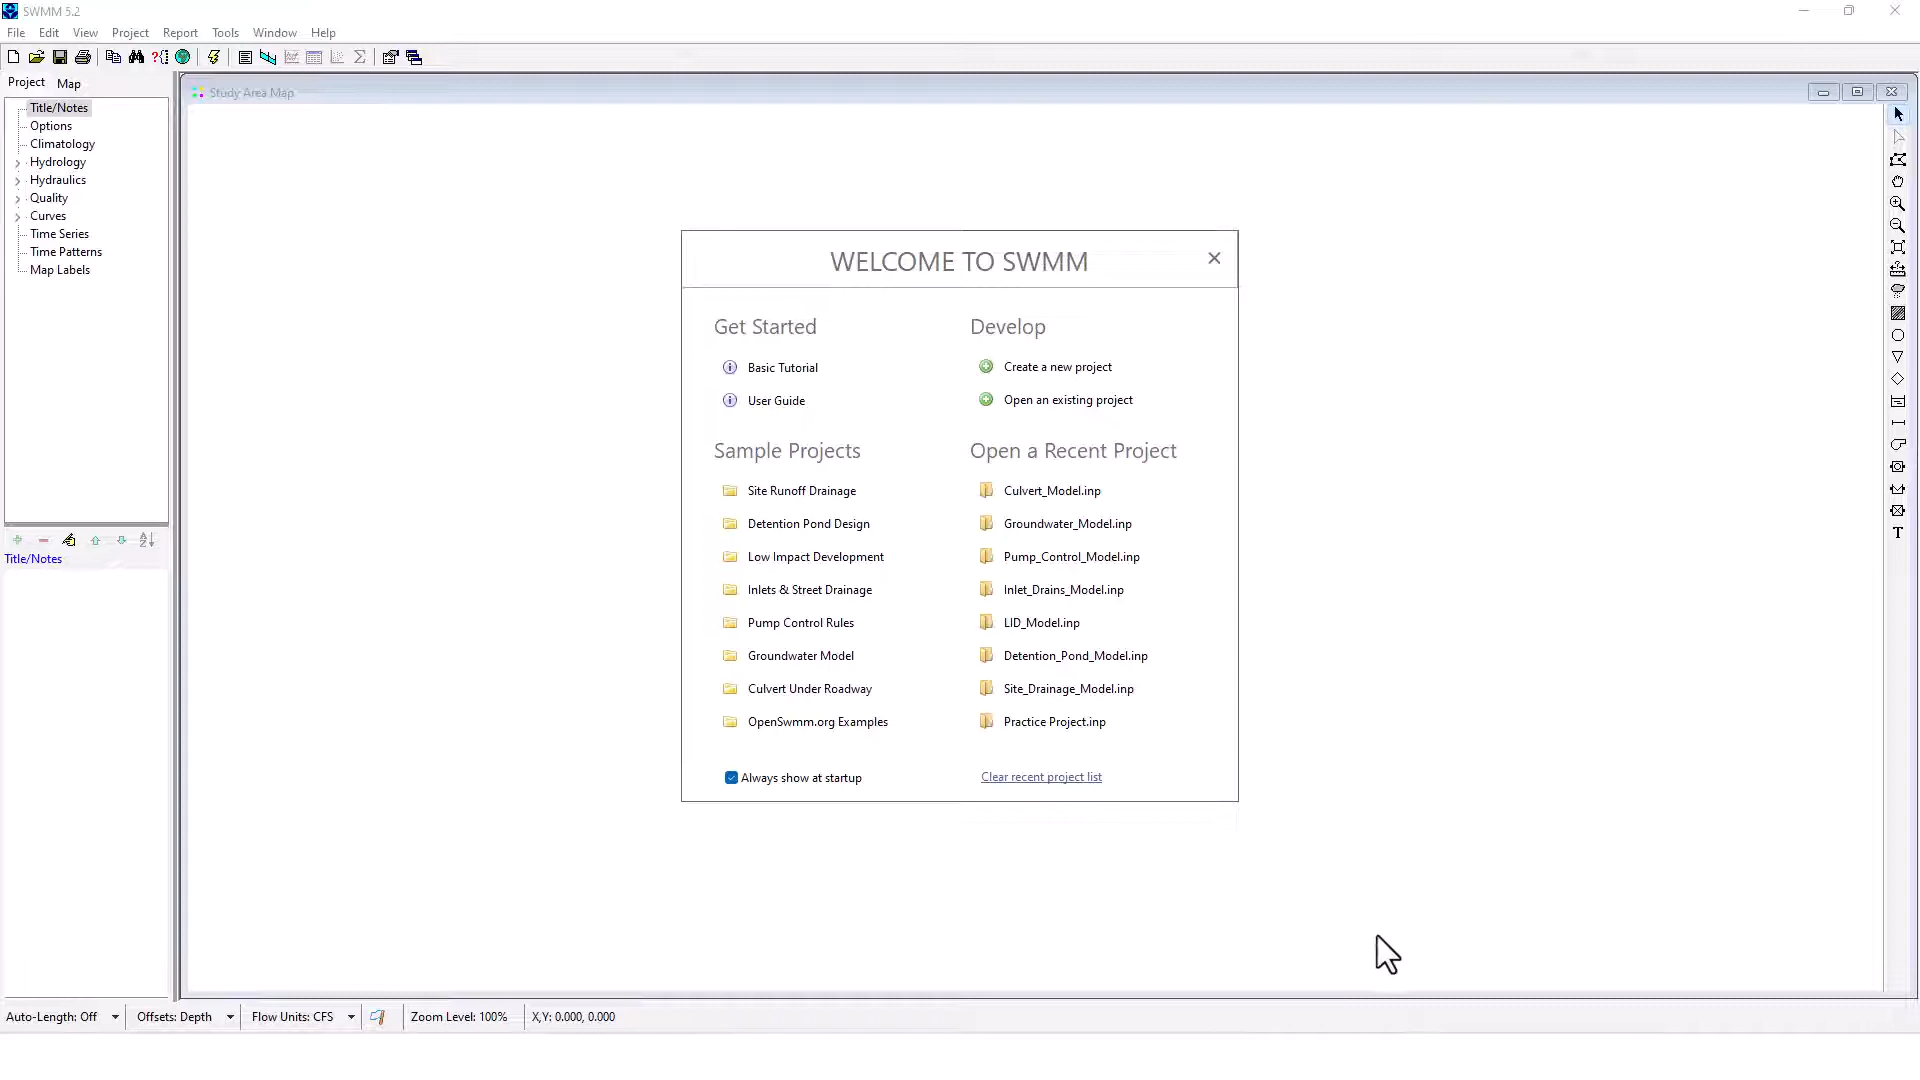 SWMM 5.2
File Edit View Project Report Tools Window Help
Project Map
Study Area Map
Title/Notes
Options
Climatology
Hydrology
Hydraulics
Quality
Curves
Time Series
Time Patterns
Map Labels
Title/Notes
WELCOME TO SWMM
Get Started
Basic Tutorial
User Guide
Develop
Create a new project
Open an existing project
Sample Projects
Site Runoff Drainage
Detention Pond Design
Low Impact Development
Inlets & Street Drainage
Pump Control Rules
Groundwater Model
Culvert Under Roadway
OpenSwmm.org Examples
Open a Recent Project
Culvert_Model.inp
Groundwater_Model.inp
Pump_Control_Model.inp
Inlet_Drains_Model.inp
LID_Model.inp
Detention_Pond_Model.inp
Site_Drainage_Model.inp
Practice Project.inp
Always show at startup
Clear recent project list
T
Auto-Length: Off Offsets: Depth Flow Units: CFS Zoom Level: 100% X,Y: 0.000, 0.000